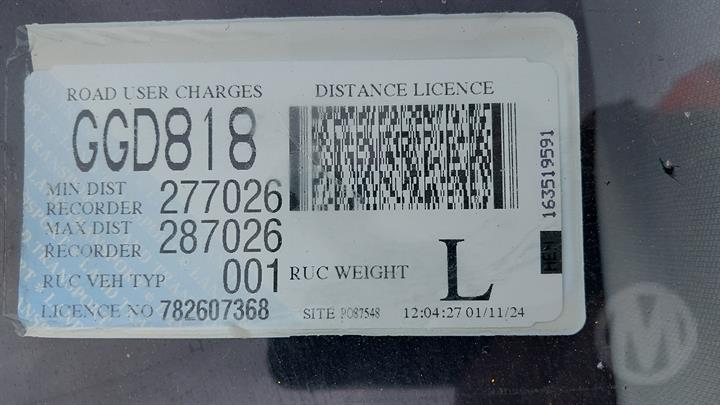 ROAD USER CHARGES DISTANCE LICENCE
GGD818
MIN DIST RECORDER 277026
MAX DIST RECORDER 287026
RUC VEH TYP 001 RUC WEIGHT L
LICENCE NO 782607368 SITE PO87548 12:04:27 01/11/24
163519591
M